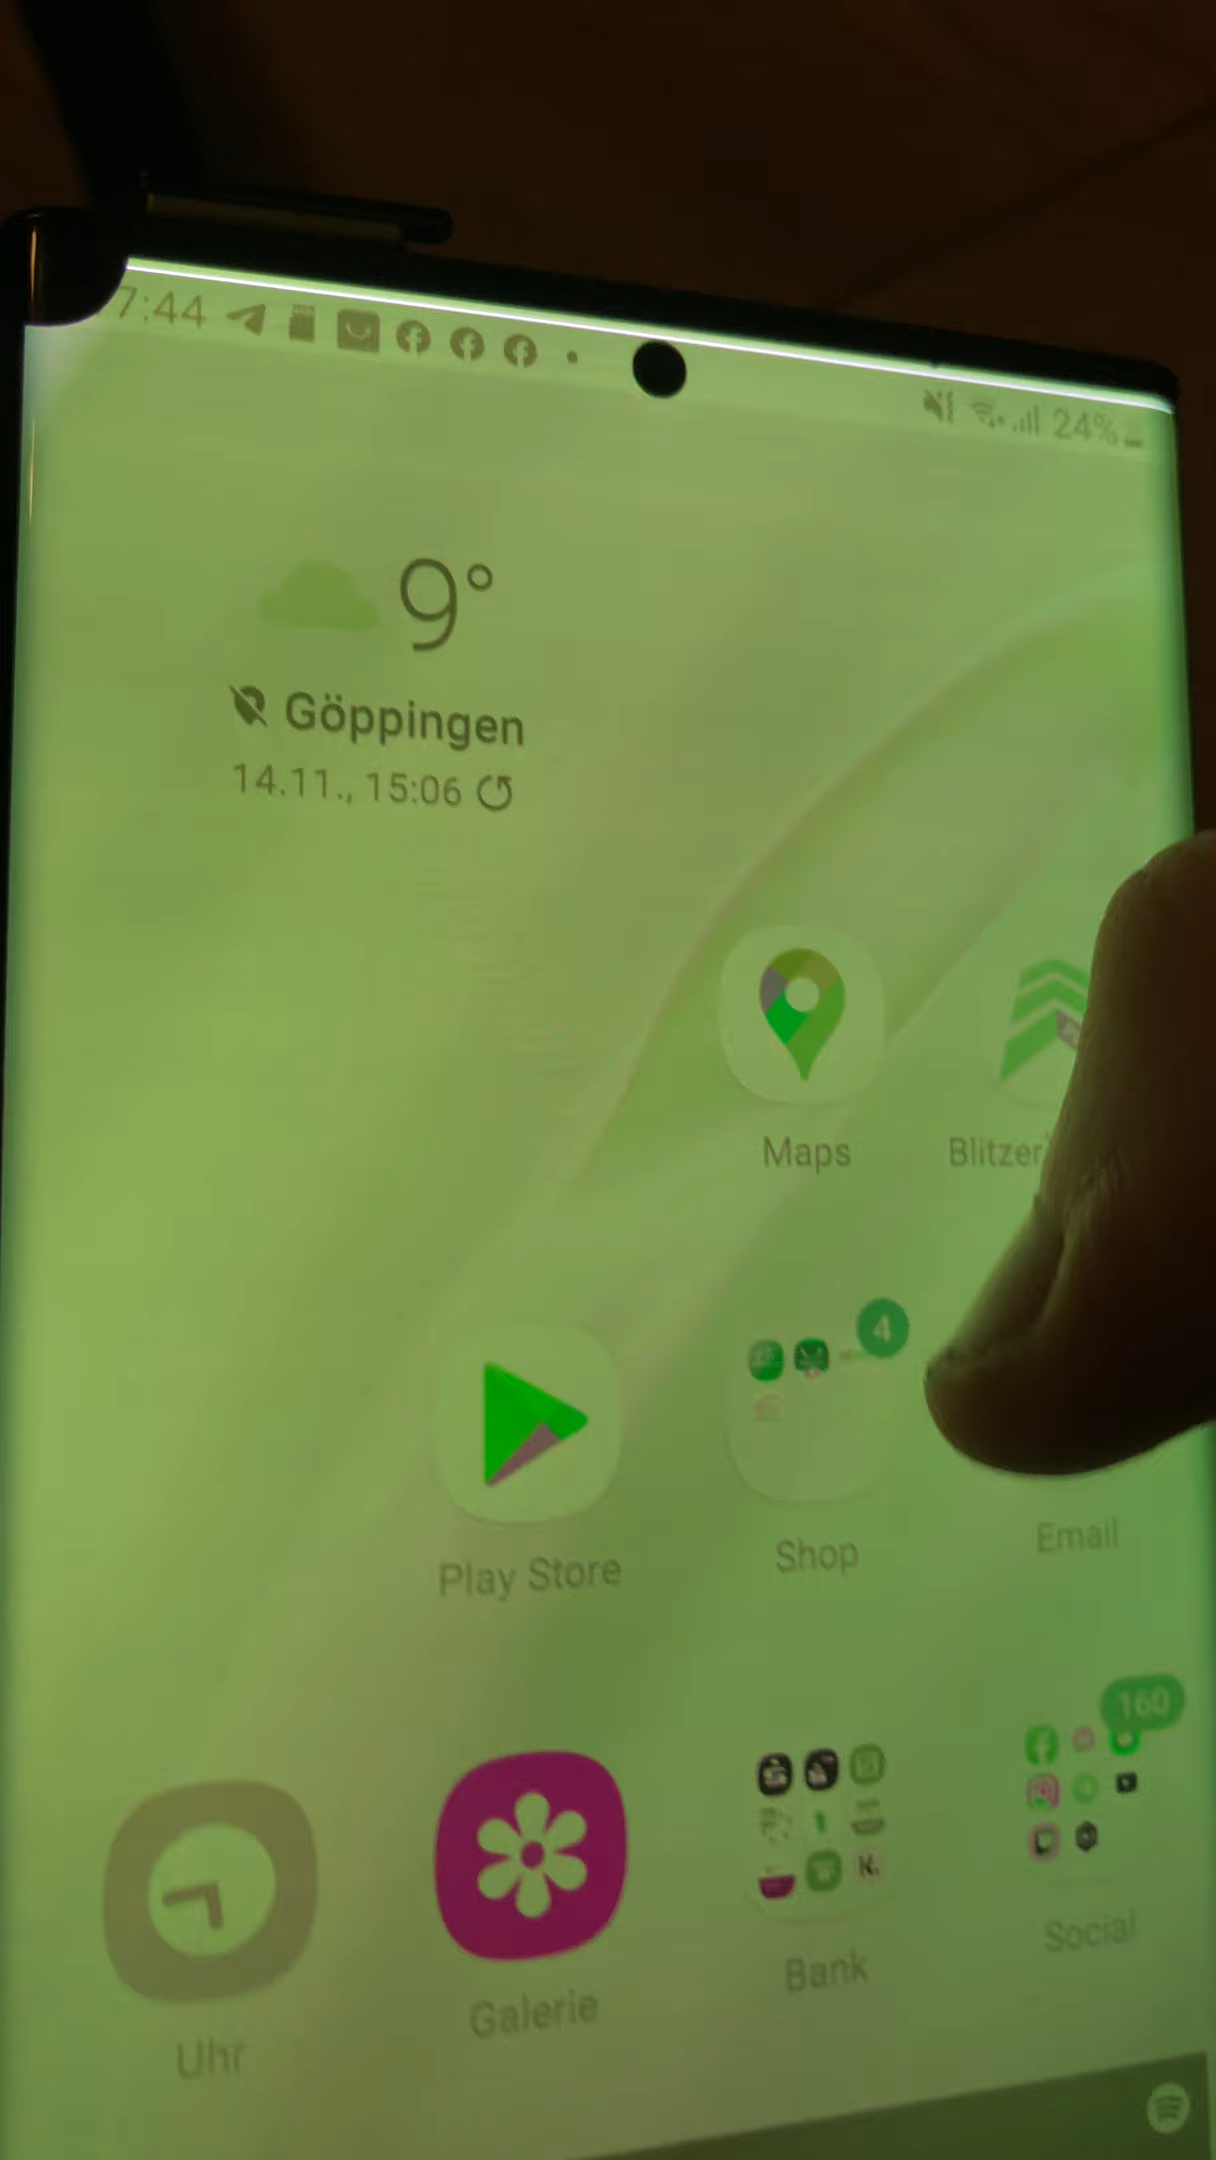 7:44
24%
9°
Göppingen
14.11., 15:06
Maps
Blitzer
4
Play Store
Shop
Email
160
K.
Uhr
Galerie
Bank
Social